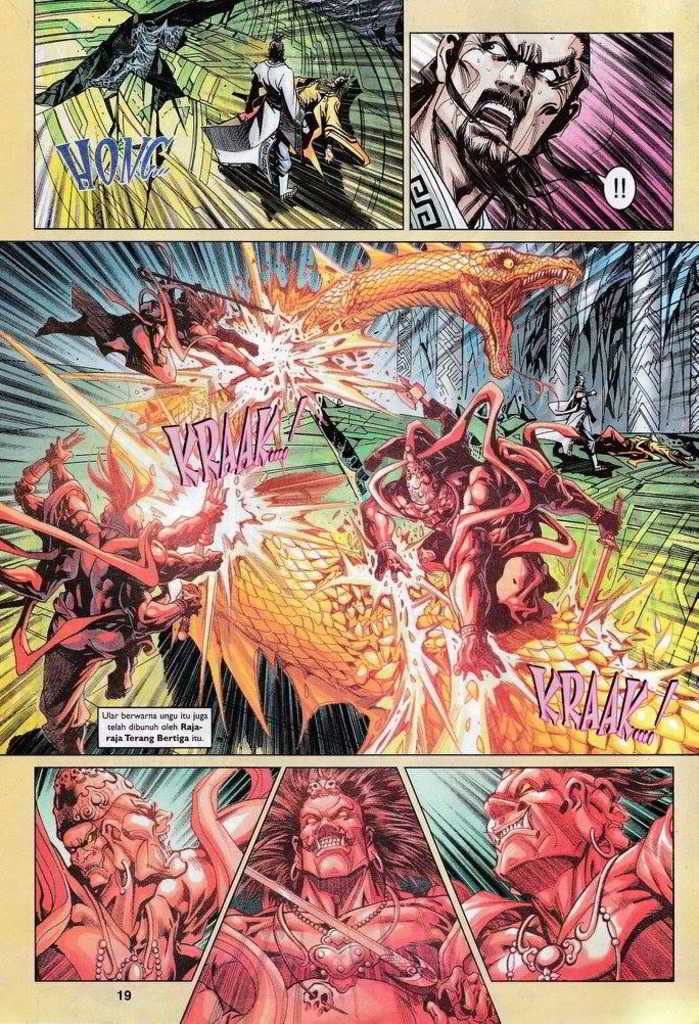 HONG...
!!
KRAAK...!
KRAAK...!
Ular berwarna ungu itu juga
telah dibunuh oleh Raja-
raja Terang Bertiga itu.
19